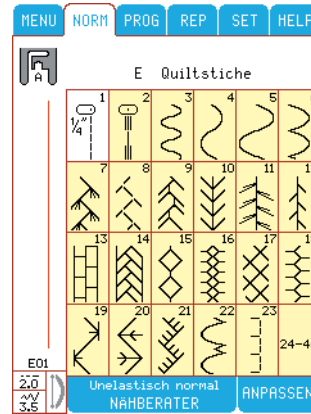 MENU NORM PROG REP SET HELP
A
E Quiltstiche
1 2 3 4 5
1/4"
7 8 9 10 11
13 14 15 16 17
19 20 21 22 23
24-4
E01
2.0
3.5
Unelastisch normal
NÄHBERATER
ANPASSEN